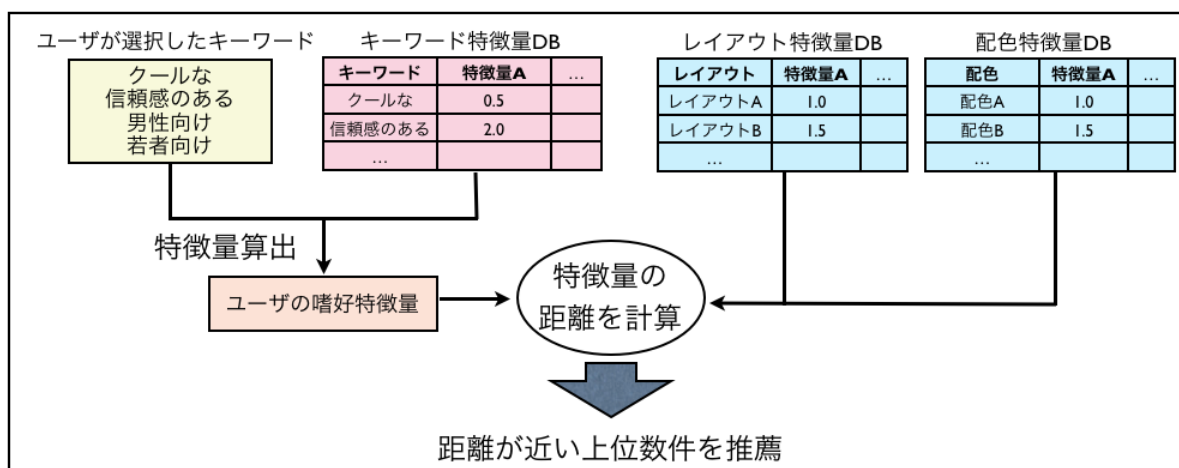 ユーザが選択したキーワード
クールな
信頼感のある
男性向け
若者向け
キーワード特徴量DB
キーワード 特徴量A …
クールな 0.5
信頼感のある 2.0
…
レイアウト特徴量DB
レイアウト 特徴量A …
レイアウトA 1.0
レイアウトB 1.5
…
配色特徴量DB
配色 特徴量A …
配色A 1.0
配色B 1.5
…
特徴量算出
ユーザの嗜好特徴量
特徴量の
距離を計算
距離が近い上位数件を推薦